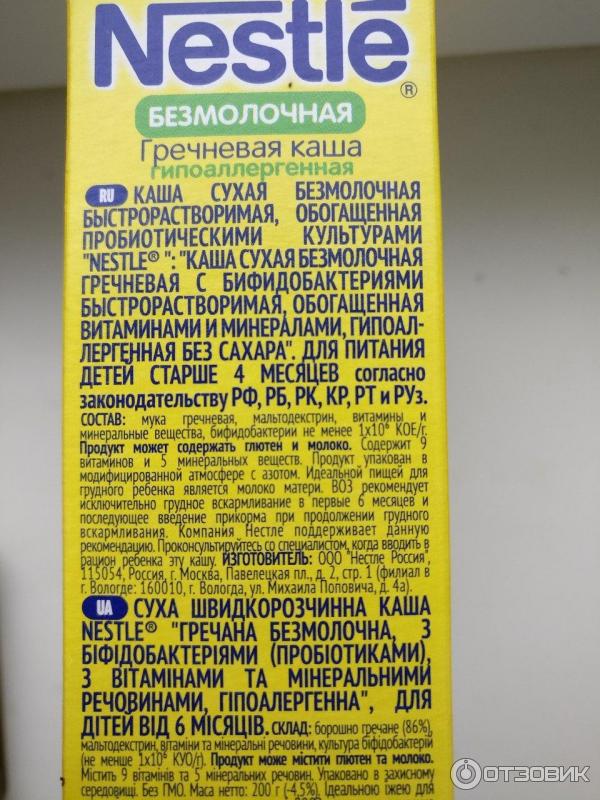 Nestlé®
БЕЗМОЛОЧНАЯ
Гречневая каша
гипоаллергенная
RU КАША СУХАЯ БЕЗМОЛОЧНАЯ
БЫСТРОРАСТВОРИМАЯ, ОБОГАЩЕННАЯ
ПРОБИОТИЧЕСКИМИ КУЛЬТУРАМИ
"NESTLE® ": "КАША СУХАЯ БЕЗМОЛОЧНАЯ
ГРЕЧНЕВАЯ С БИФИДОБАКТЕРИЯМИ
БЫСТРОРАСТВОРИМАЯ, ОБОГАЩЕННАЯ
ВИТАМИНАМИ И МИНЕРАЛАМИ, ГИПОАЛ-
ЛЕРГЕННАЯ БЕЗ САХАРА". ДЛЯ ПИТАНИЯ
ДЕТЕЙ СТАРШЕ 4 МЕСЯЦЕВ согласно
законодательству РФ, РБ, РК, КР, РТ и РУз.
СОСТАВ: мука гречневая, мальтодекстрин, витамины и
минеральные вещества, бифидобактерии не менее 1х10⁶ КОЕ/г.
Продукт может содержать глютен и молоко. Содержит 9
витаминов и 5 минеральных веществ. Продукт упакован в
модифицированной атмосфере с азотом. Идеальной пищей для
грудного ребенка является молоко матери. ВОЗ рекомендует
исключительно грудное вскармливание в первые 6 месяцев и
последующее введение прикорма при продолжении грудного
вскармливания. Компания Нестле поддерживает данную
рекомендацию. Проконсультируйтесь со специалистом, когда вводить в
рацион ребенка эту кашу. ИЗГОТОВИТЕЛЬ: ООО "Нестле Россия",
115054, Россия, г. Москва, Павелецкая пл., д. 2, стр. 1 (филиал в
г. Вологде: 160010, г. Вологда, ул. Михаила Поповича, д. 4а).
UA СУХА ШВИДКОРОЗЧИННА КАША
NESTLE® "ГРЕЧАНА БЕЗМОЛОЧНА, З
БІФІДОБАКТЕРІЯМИ (ПРОБІОТИКАМИ),
З ВІТАМІНАМИ ТА МІНЕРАЛЬНИМИ
РЕЧОВИНАМИ, ГІПОАЛЕРГЕННА", ДЛЯ
ДІТЕЙ ВІД 6 МІСЯЦІВ. СКЛАД: борошно гречане (86%),
мальтодекстрин, вітаміни та мінеральні речовини, культура біфідобактерій
(не менше 1х10⁶ КУО/г). Продукт може містити глютен та молоко.
Містить 9 вітамінів та 5 мінеральних речовин. Упаковано в захисному
середовищі. Без ГМО. Маса нетто: 200 г (-4,5%). Ідеальною їжею для
ОТЗОВИК